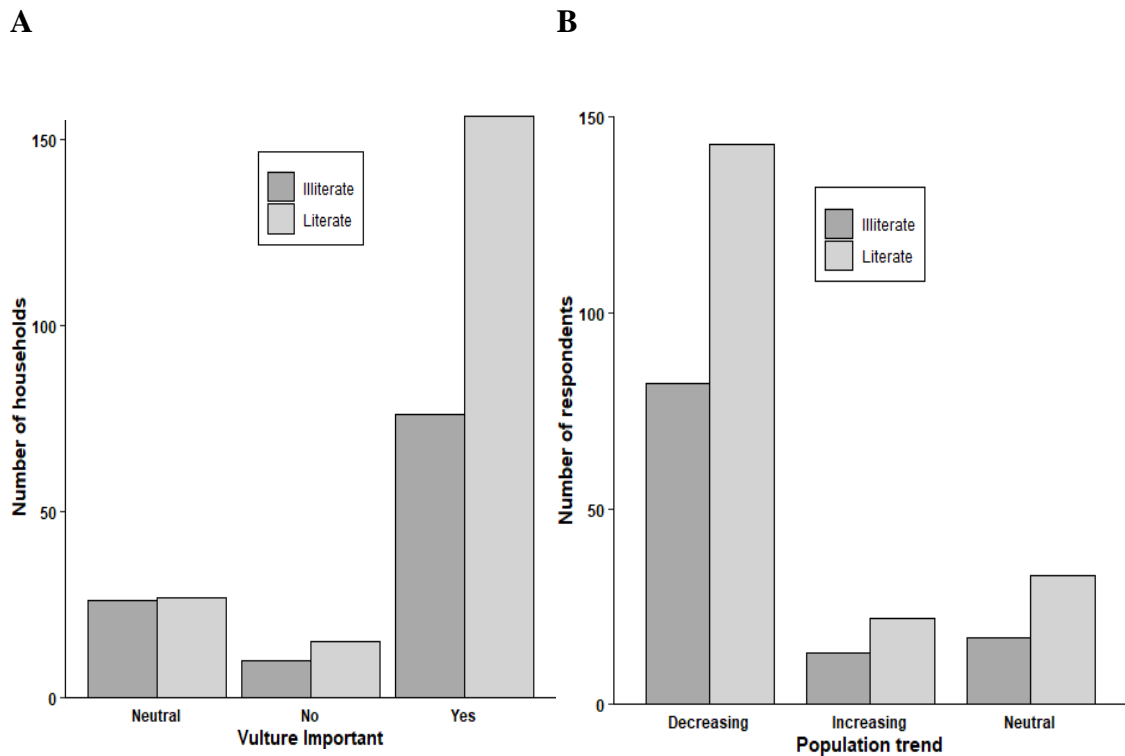 A
B
150
100
50
0
Number of households
Illiterate
Literate
Neutral
No
Yes
Vulture Important
150
100
50
0
Number of respondents
Illiterate
Literate
Decreasing
Increasing
Neutral
Population trend